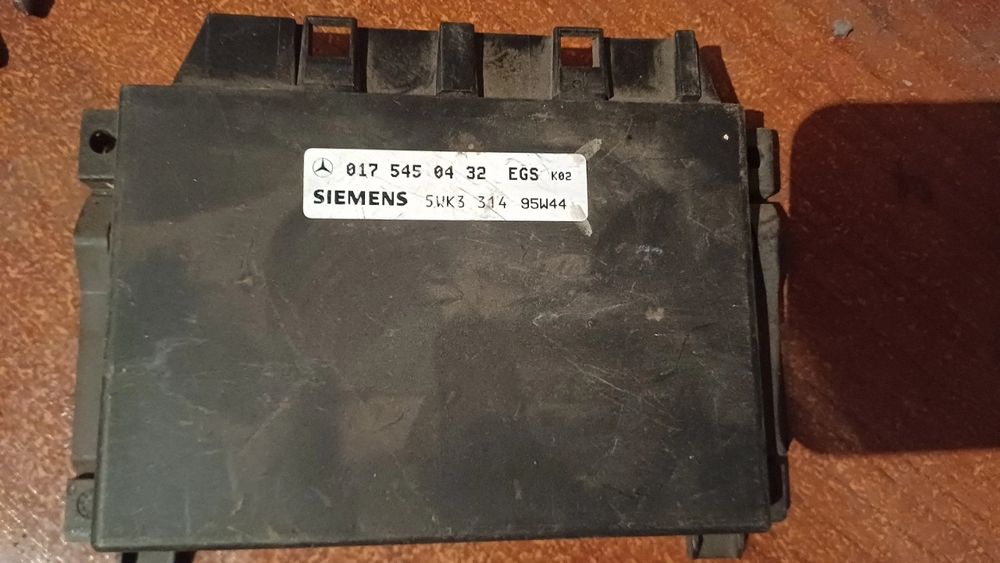 017 545 04 32 EGS K02
SIEMENS 5WK3 314 95W44